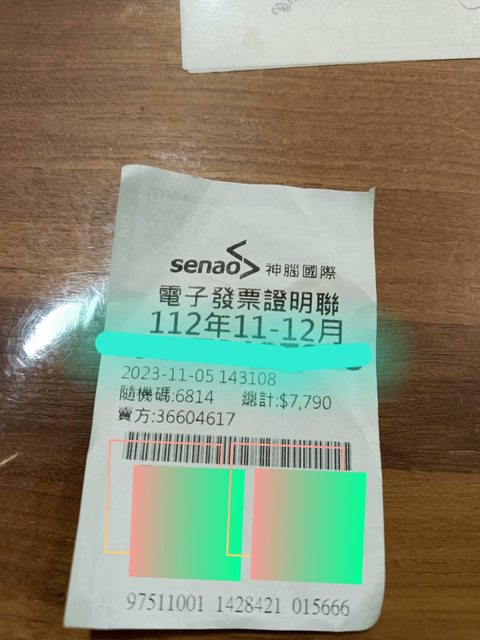 senao 神腦國際
電子發票證明聯
112年11-12月
2023-11-05 143108
隨機碼:6814 總計:$7,790
賣方:36604617
97511001 1428421 015666